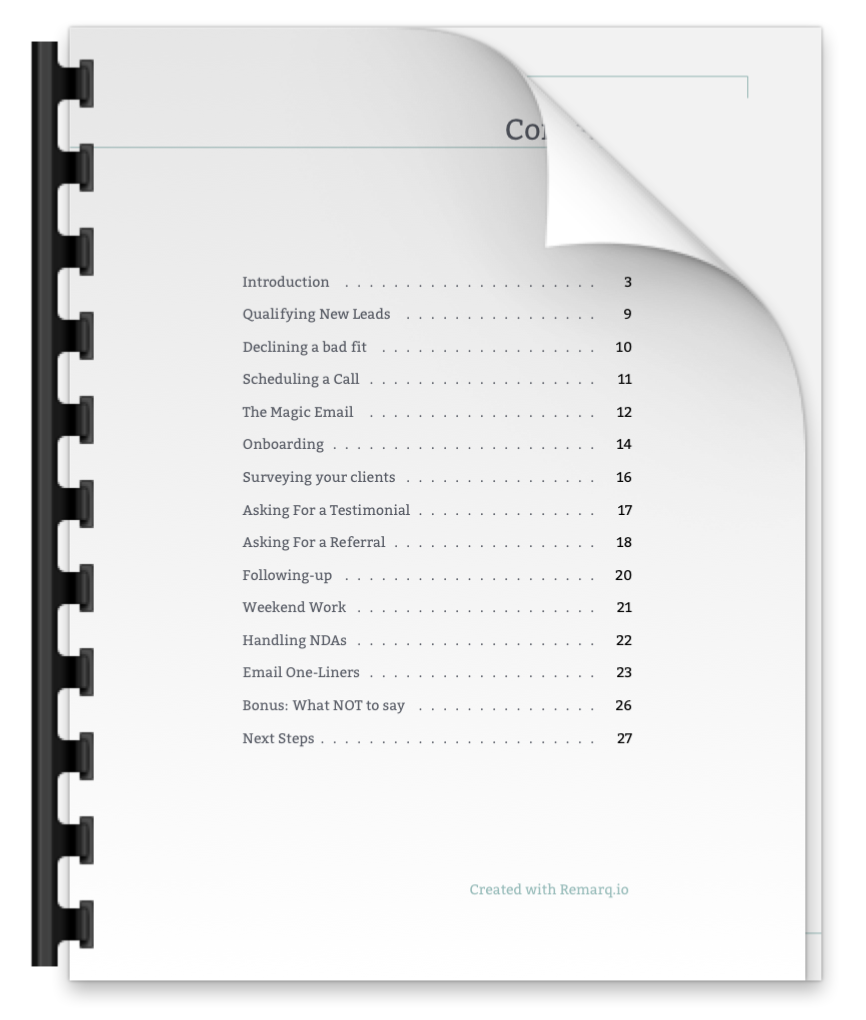 Introduction . . . . . . . . . . . . . . . . . . . . . 3
Qualifying New Leads . . . . . . . . . . . . . . . . 9
Declining a bad fit . . . . . . . . . . . . . . . . . . 10
Scheduling a Call . . . . . . . . . . . . . . . . . . . 11
The Magic Email . . . . . . . . . . . . . . . . . . . 12
Onboarding . . . . . . . . . . . . . . . . . . . . . . 14
Surveying your clients . . . . . . . . . . . . . . . . 16
Asking For a Testimonial . . . . . . . . . . . . . . . 17
Asking For a Referral . . . . . . . . . . . . . . . . . 18
Following-up . . . . . . . . . . . . . . . . . . . . . 20
Weekend Work . . . . . . . . . . . . . . . . . . . . 21
Handling NDAs . . . . . . . . . . . . . . . . . . . . 22
Email One-Liners . . . . . . . . . . . . . . . . . . . 23
Bonus: What NOT to say . . . . . . . . . . . . . . . 26
Next Steps . . . . . . . . . . . . . . . . . . . . . . . 27
Created with Remarq.io